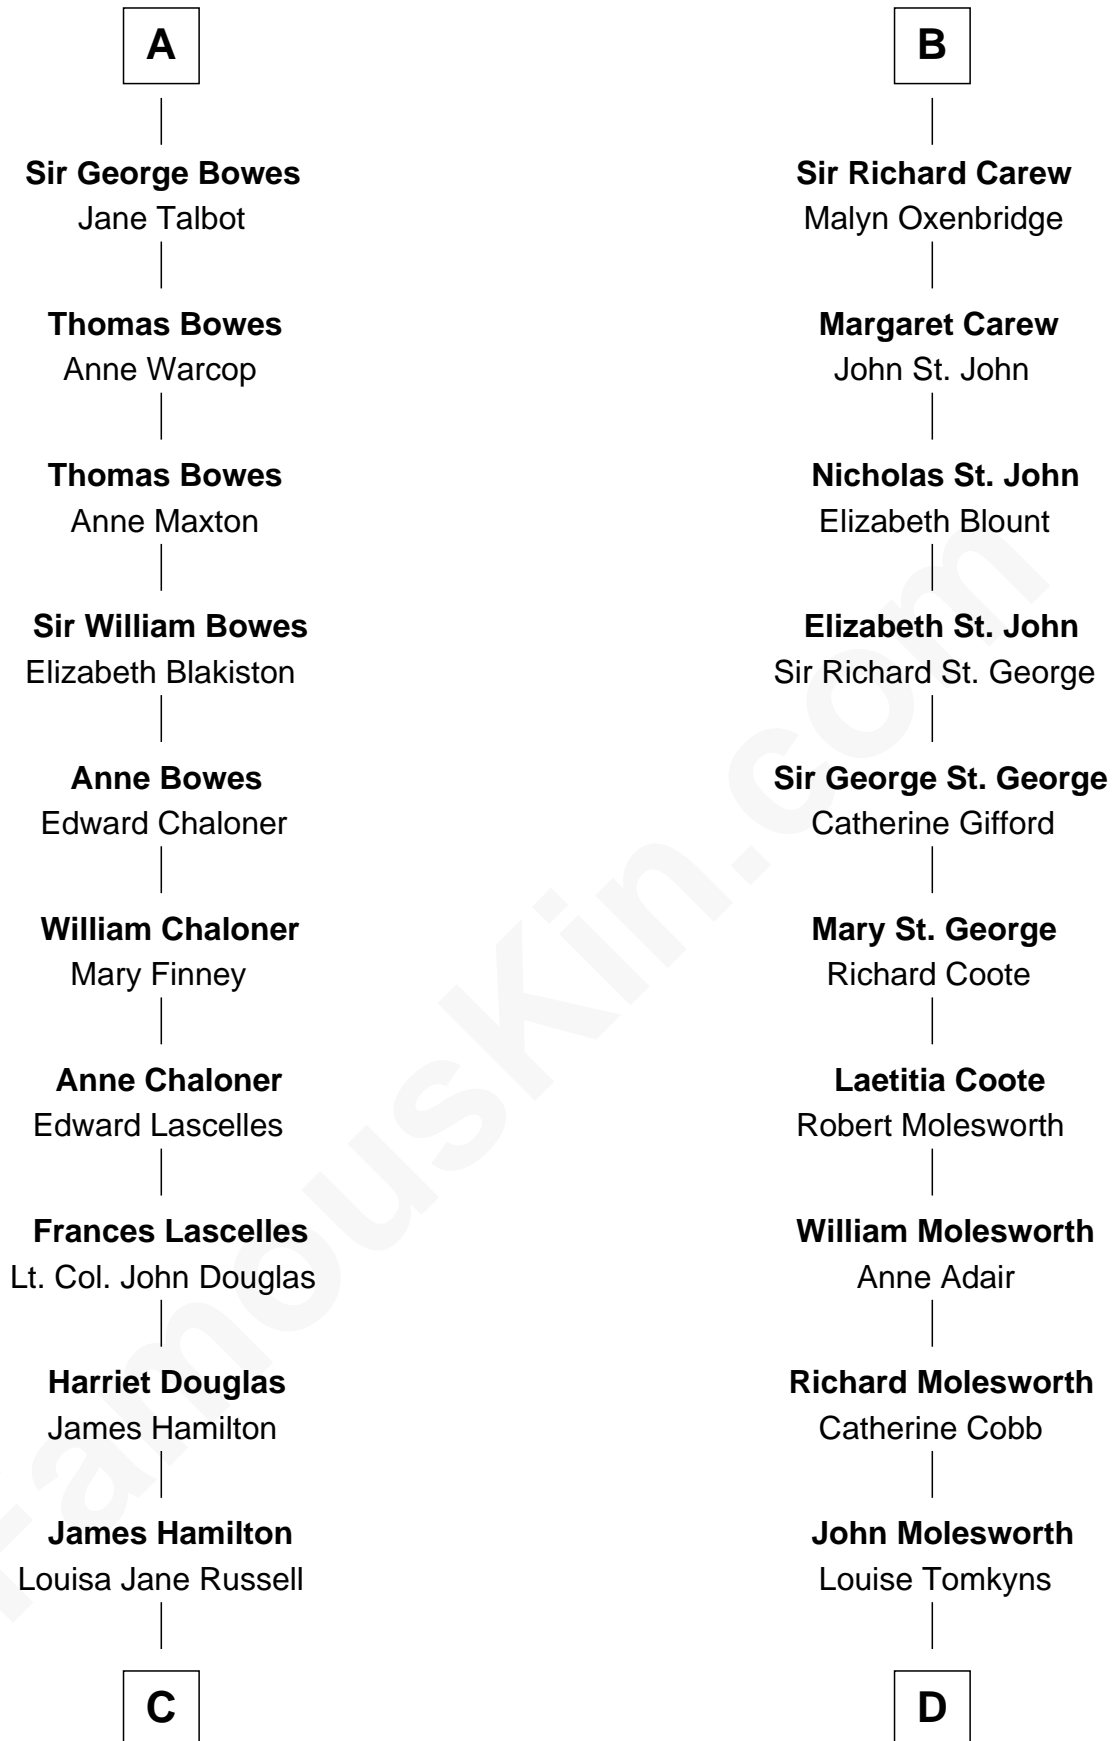 A
Sir George Bowes
Jane Talbot
Thomas Bowes
Anne Warcop
Thomas Bowes
Anne Maxton
Sir William Bowes
Elizabeth Blakiston
Anne Bowes
Edward Chaloner
William Chaloner
Mary Finney
Anne Chaloner
Edward Lascelles
Frances Lascelles
Lt. Col. John Douglas
Harriet Douglas
James Hamilton
James Hamilton
Louisa Jane Russell
C
B
Sir Richard Carew
Malyn Oxenbridge
Margaret Carew
John St. John
Nicholas St. John
Elizabeth Blount
Elizabeth St. John
Sir Richard St. George
Sir George St. George
Catherine Gifford
Mary St. George
Richard Coote
Laetitia Coote
Robert Molesworth
William Molesworth
Anne Adair
Richard Molesworth
Catherine Cobb
John Molesworth
Louise Tomkyns
D
FamousKin.com